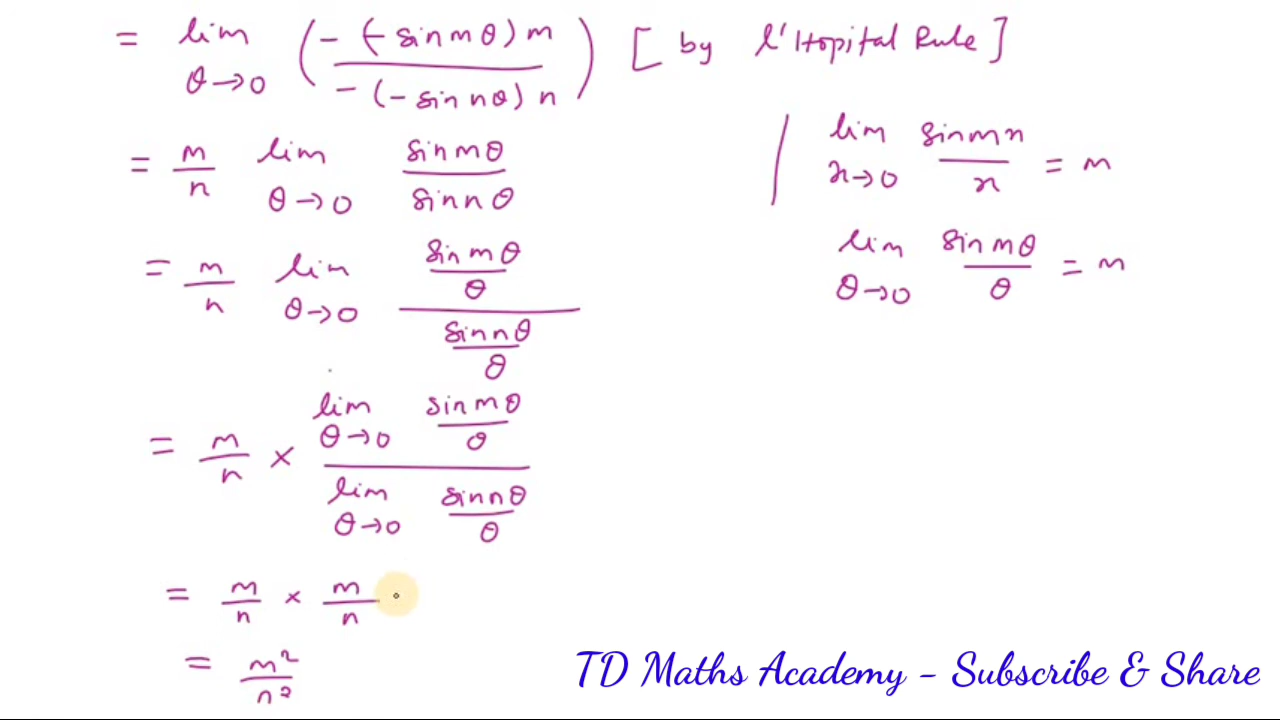 = lim θ→0 (-(-sin mθ) m / -(-sin nθ) n) [by l'Hopital Rule]
= m/n lim θ→0 sin mθ / sin nθ
= m/n lim θ→0 (sin mθ / θ) / (sin nθ / θ)
= m/n × (lim θ→0 sin mθ / θ) / (lim θ→0 sin nθ / θ)
= m/n × m/n
= m²/n²
lim x→0 sin mx / x = m
lim θ→0 sin mθ / θ = m
TD Maths Academy - Subscribe & Share